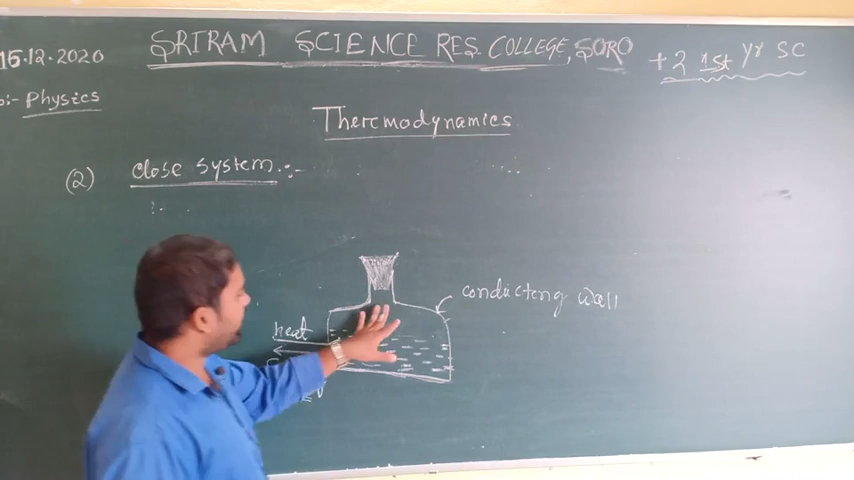 15.12.2020
SRIRAM SCIENCE RES. COLLEGE, SORO
+2 1st Yr SC
:- Physics
Thermodynamics
(2) close system :-
conducting wall
heat